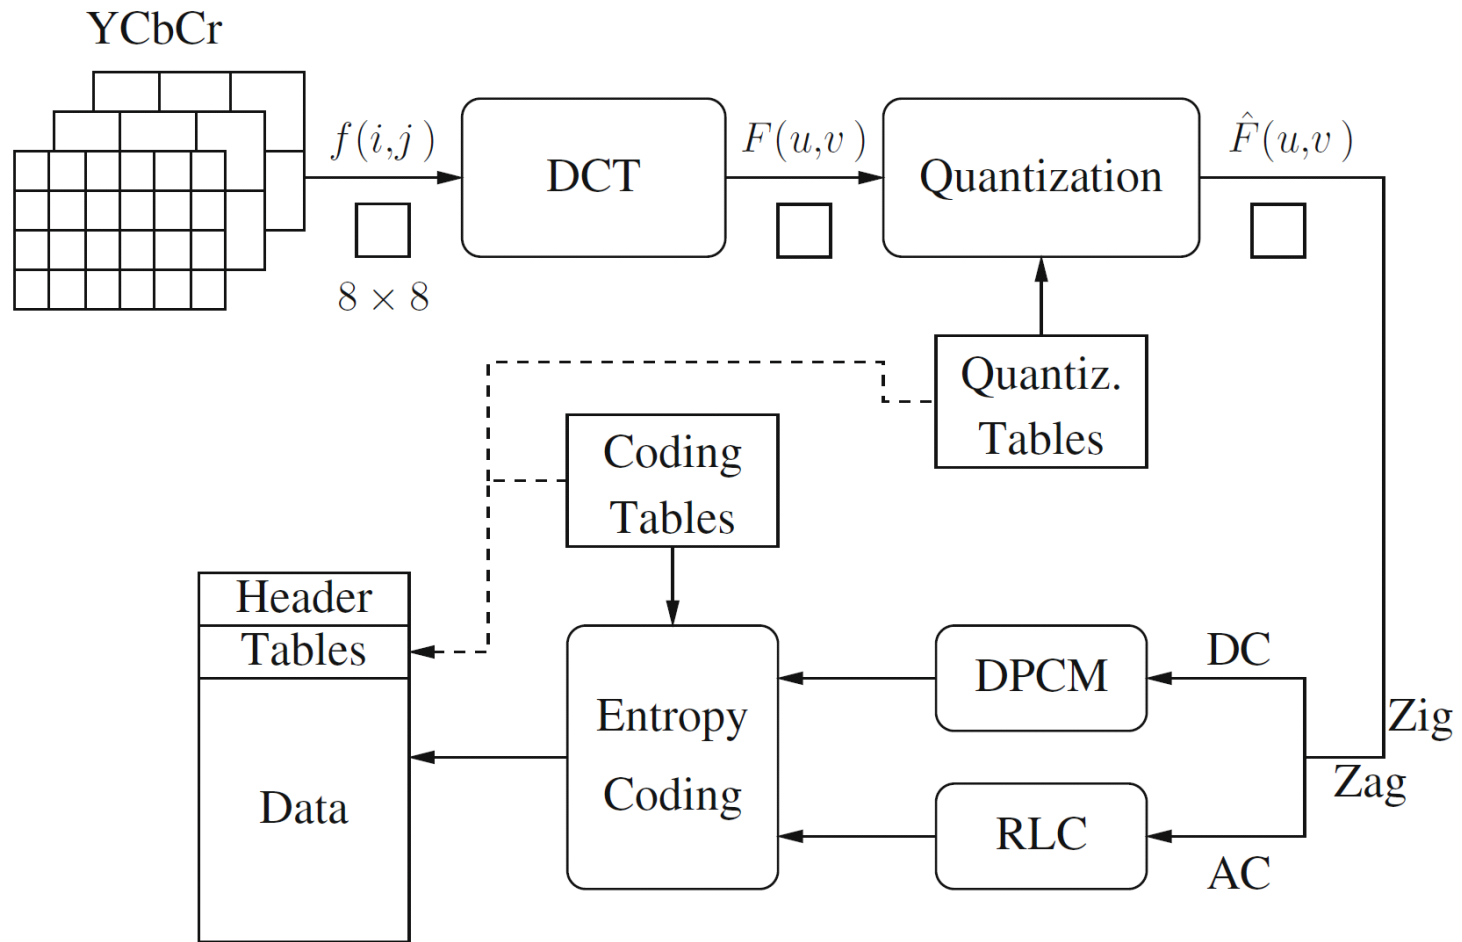 YCbCr
f(i,j)
F(u,v)
F̂(u,v)
DCT
Quantization
8 × 8
Quantiz.
Tables
Coding
Tables
Header
Tables
Data
Entropy
Coding
DPCM
DC
RLC
AC
Zig
Zag